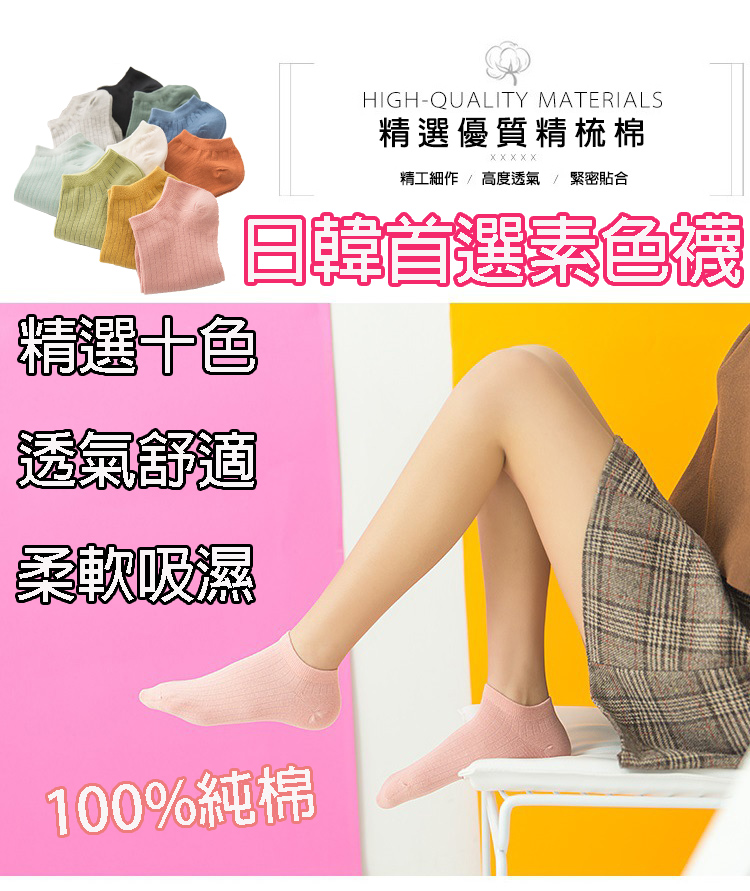 HIGH-QUALITY MATERIALS
精選優質精梳棉
XXXXX
精工細作 / 高度透氣 / 緊密貼合
日韓首選素色襪
精選十色
透氣舒適
柔軟吸濕
100%純棉